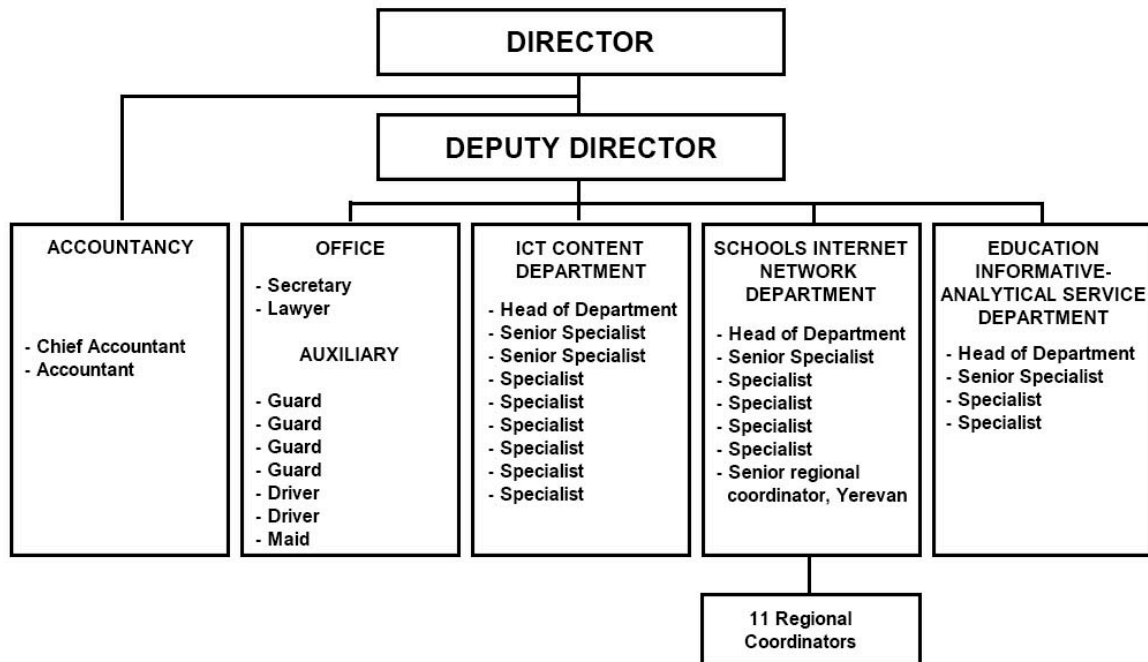 DIRECTOR
DEPUTY DIRECTOR
ACCOUNTANCY
- Chief Accountant
- Accountant
OFFICE
- Secretary
- Lawyer
AUXILIARY
- Guard
- Guard
- Guard
- Guard
- Driver
- Driver
- Maid
ICT CONTENT
DEPARTMENT
- Head of Department
- Senior Specialist
- Senior Specialist
- Specialist
- Specialist
- Specialist
- Specialist
- Specialist
- Specialist
SCHOOLS INTERNET
NETWORK
DEPARTMENT
- Head of Department
- Senior Specialist
- Specialist
- Specialist
- Specialist
- Specialist
- Senior regional
coordinator, Yerevan
EDUCATION
INFORMATIVE-
ANALYTICAL SERVICE
DEPARTMENT
- Head of Department
- Senior Specialist
- Specialist
- Specialist
11 Regional
Coordinators